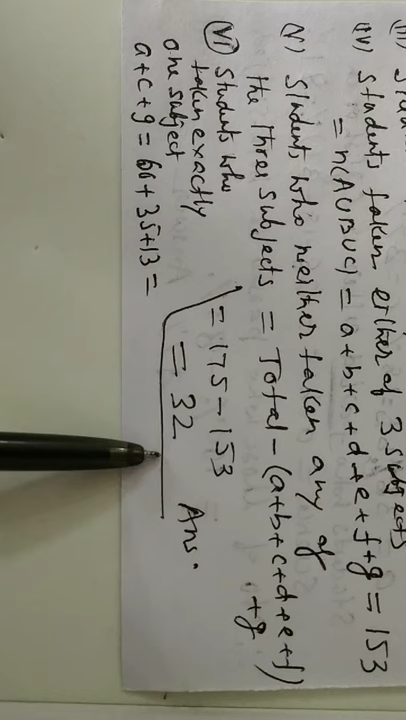 (iv) Students taken either of 3 subjects
= n(AUBUC) = a+b+c+d+e+f+g = 153
(v) Students who neither taken any of
the three subjects = Total - (a+b+c+d+e+f
+g)
= 175 - 153
= 32 Ans.
(vi) Students who
taken exactly
one subject
a+c+g = 60 + 35+13 =